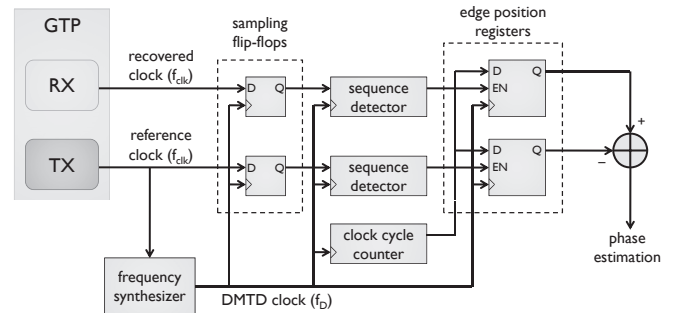 GTP
sampling
flip-flops
edge position
registers
recovered
clock (fclk)
RX
D
Q
sequence
detector
D
Q
EN
+
reference
clock (fclk)
TX
D
Q
sequence
detector
D
Q
EN
–
clock cycle
counter
phase
estimation
frequency
synthesizer
DMTD clock (fD)